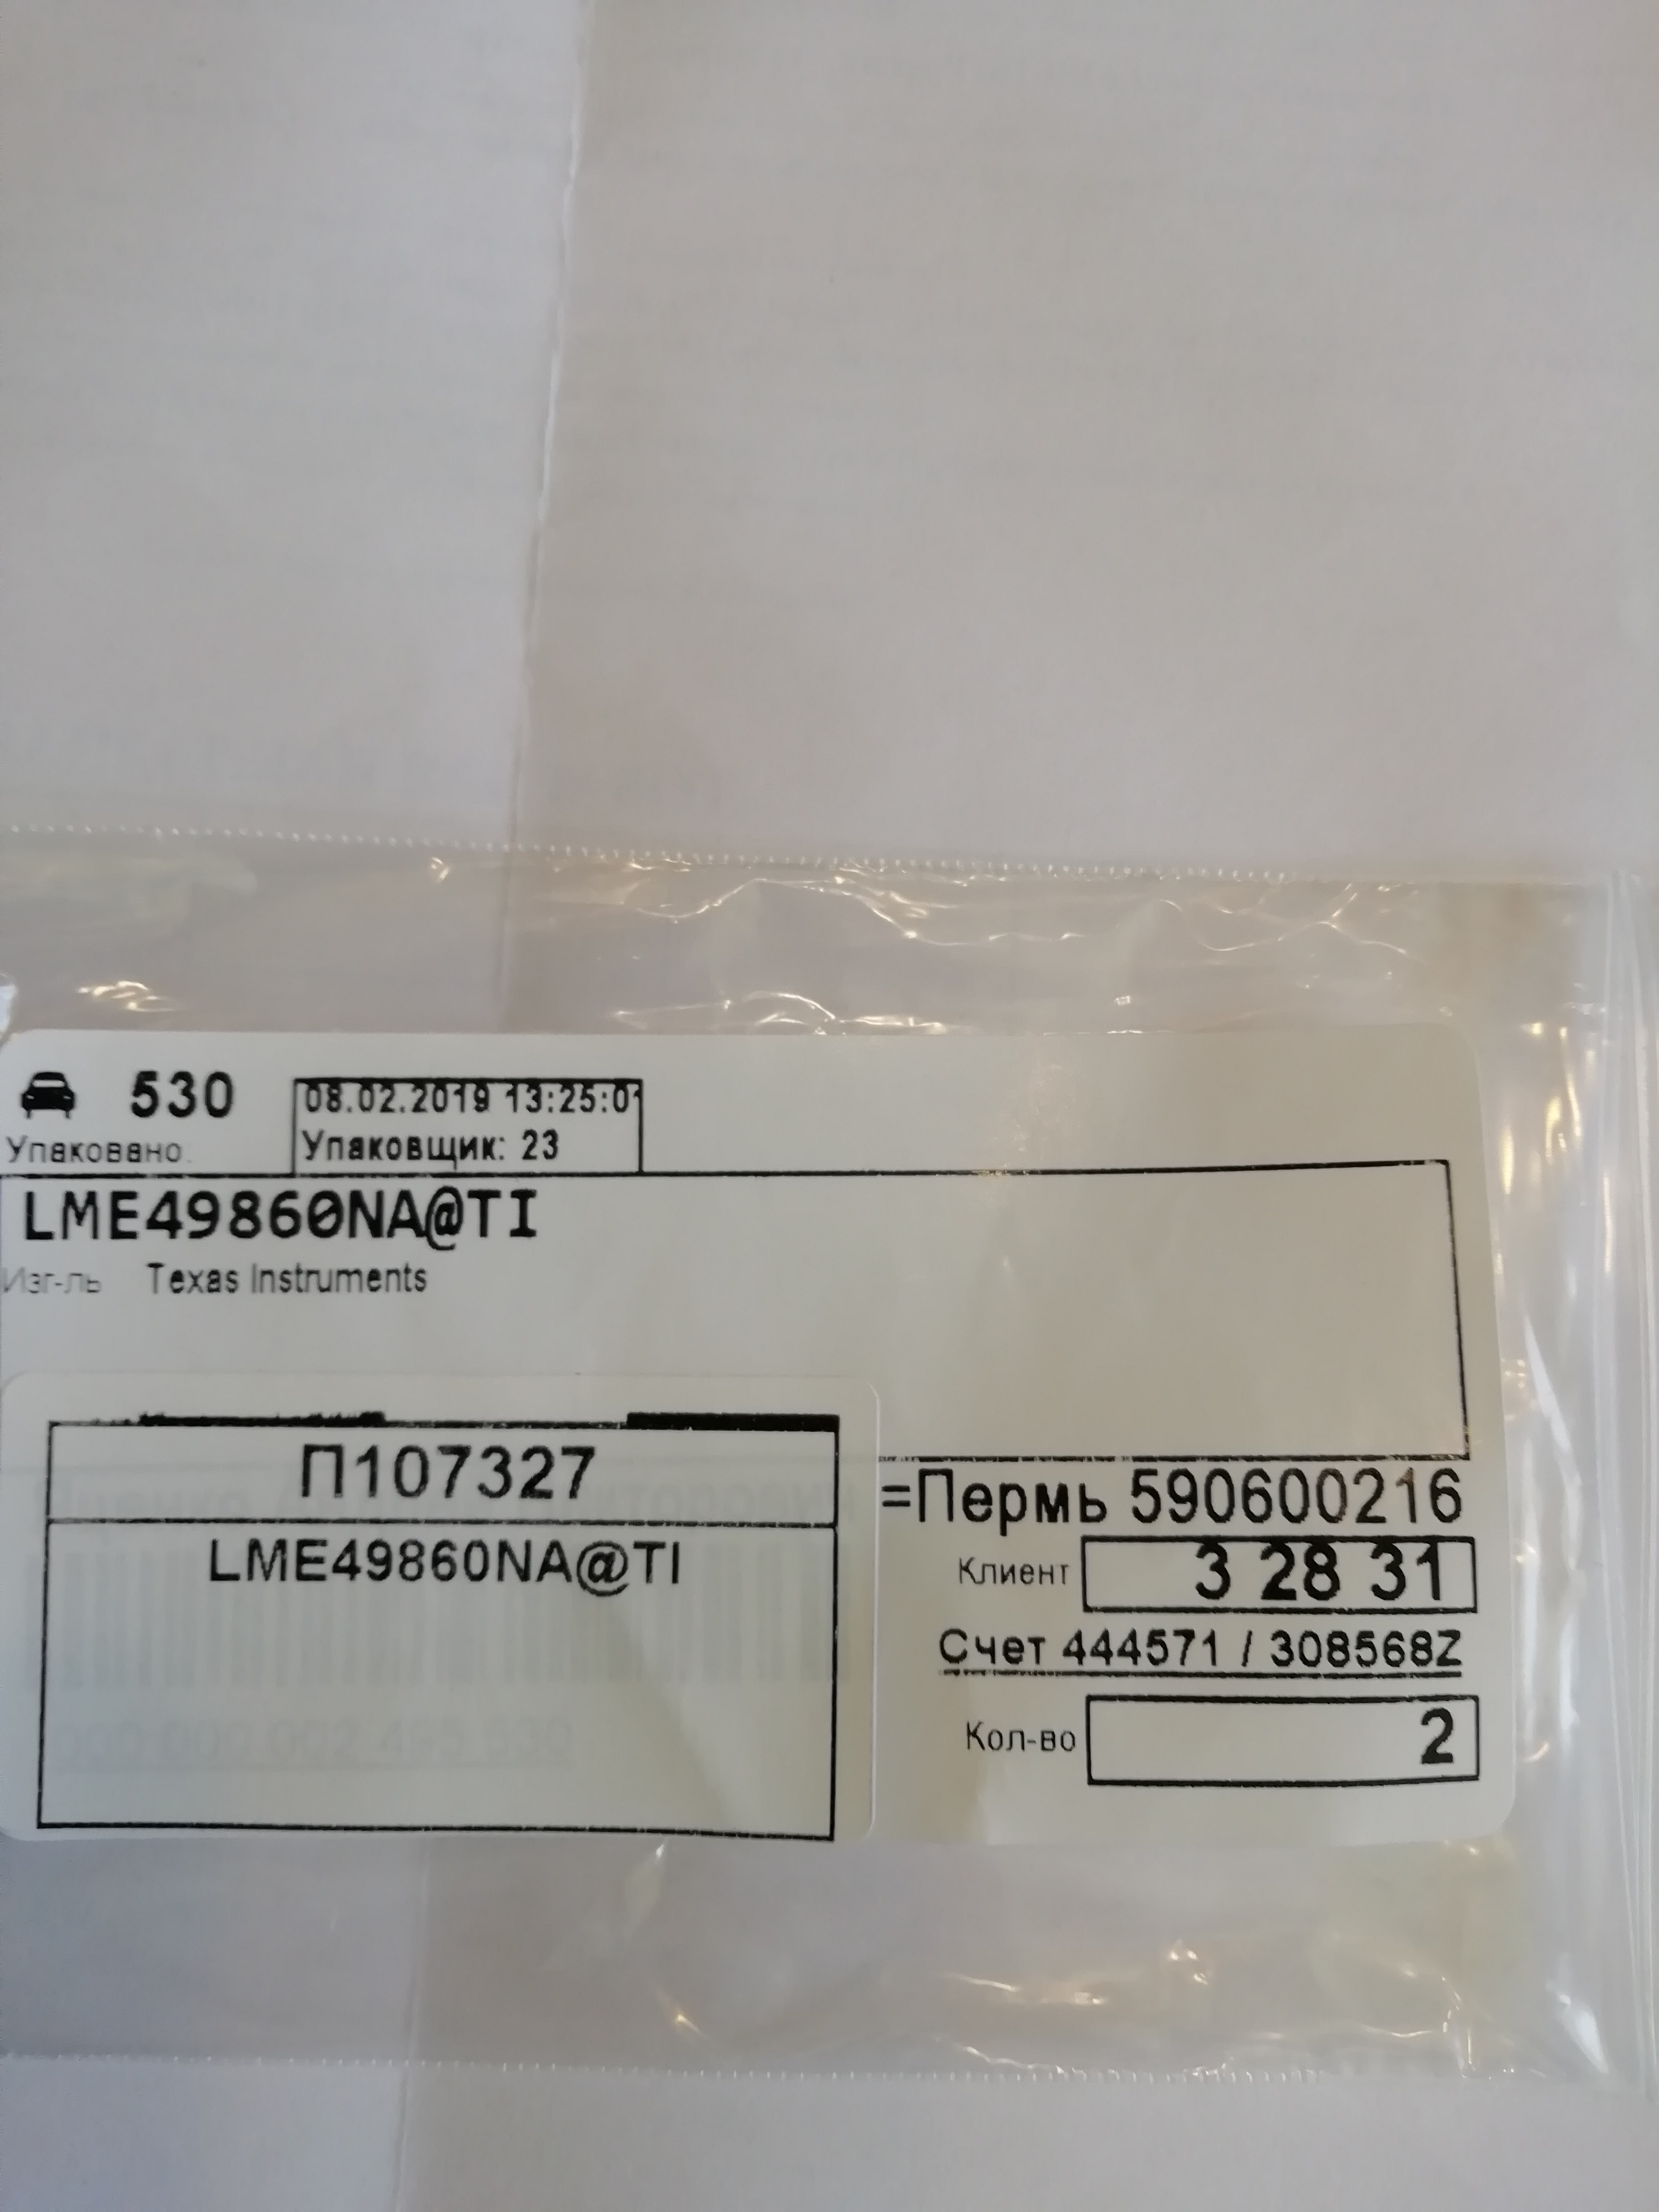 530
08.02.2019 13:25:01
Упаковано.
Упаковщик: 23
LME49860NA@TI
Изг-ль Texas Instruments
П107327
LME49860NA@TI
=Пермь 590600216
Клиент 3 28 31
Счет 444571 / 308568Z
Кол-во 2